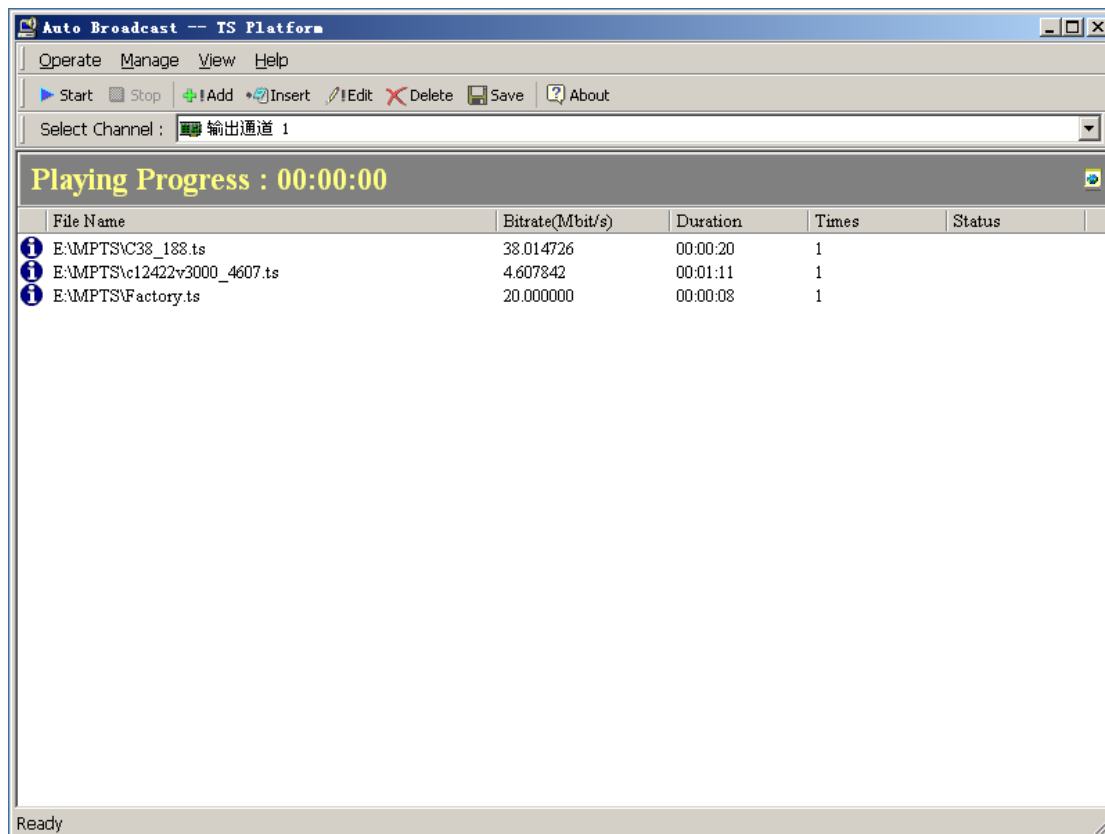 Auto Broadcast -- TS Platform
Operate Manage View Help
Start Stop !Add Insert !Edit Delete Save About
Select Channel : 输出通道 1
Playing Progress : 00:00:00
File Name Bitrate(Mbit/s) Duration Times Status
E:\MPTS\C38_188.ts 38.014726 00:00:20 1
E:\MPTS\c12422v3000_4607.ts 4.607842 00:01:11 1
E:\MPTS\Factory.ts 20.000000 00:00:08 1
Ready